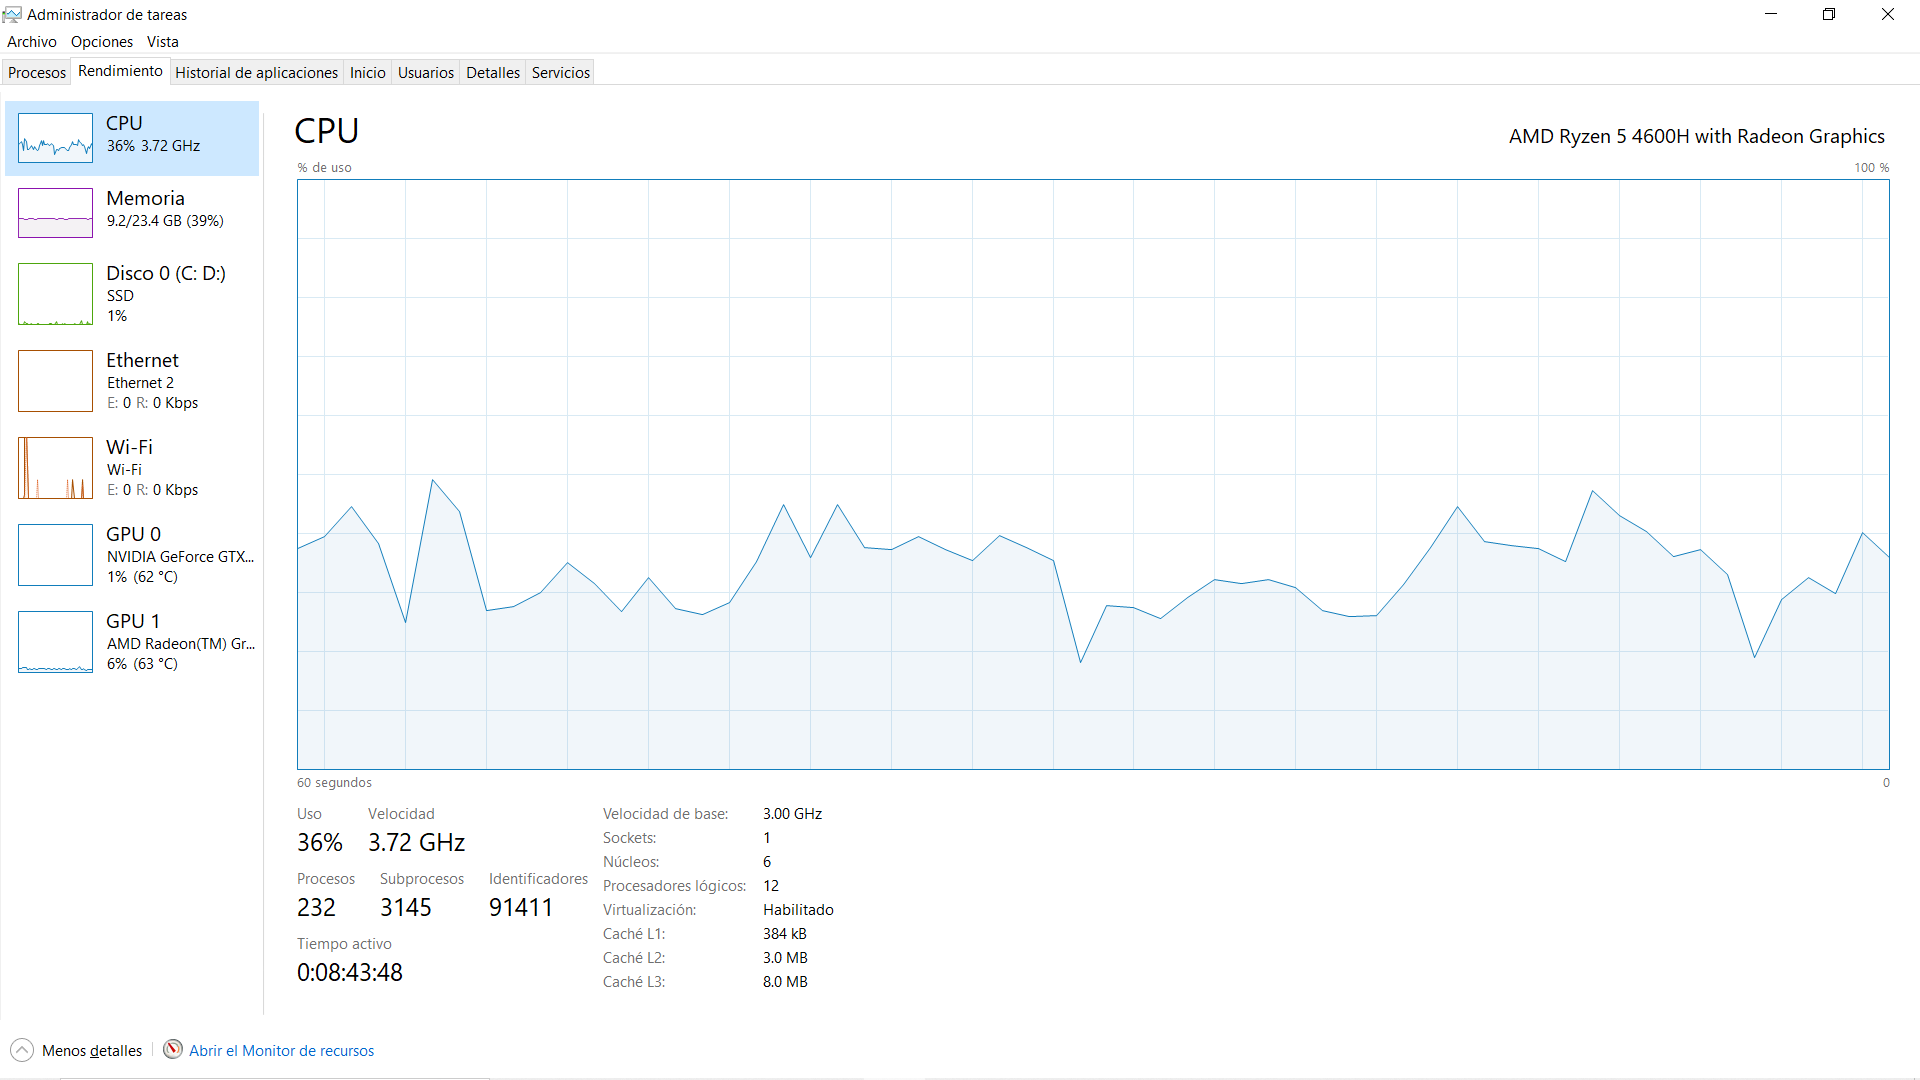 Administrador de tareas
Archivo Opciones Vista
Procesos Rendimiento Historial de aplicaciones Inicio Usuarios Detalles Servicios
CPU
36% 3.72 GHz
Memoria
9.2/23.4 GB (39%)
Disco 0 (C: D:)
SSD
1%
Ethernet
Ethernet 2
E: 0 R: 0 Kbps
Wi-Fi
Wi-Fi
E: 0 R: 0 Kbps
GPU 0
NVIDIA GeForce GTX...
1% (62 °C)
GPU 1
AMD Radeon(TM) Gr...
6% (63 °C)
CPU
AMD Ryzen 5 4600H with Radeon Graphics
% de uso 100 %
60 segundos 0
Uso Velocidad
36% 3.72 GHz
Procesos Subprocesos Identificadores
232 3145 91411
Tiempo activo
0:08:43:48
Velocidad de base: 3.00 GHz
Sockets: 1
Núcleos: 6
Procesadores lógicos: 12
Virtualización: Habilitado
Caché L1: 384 kB
Caché L2: 3.0 MB
Caché L3: 8.0 MB
Menos detalles Abrir el Monitor de recursos